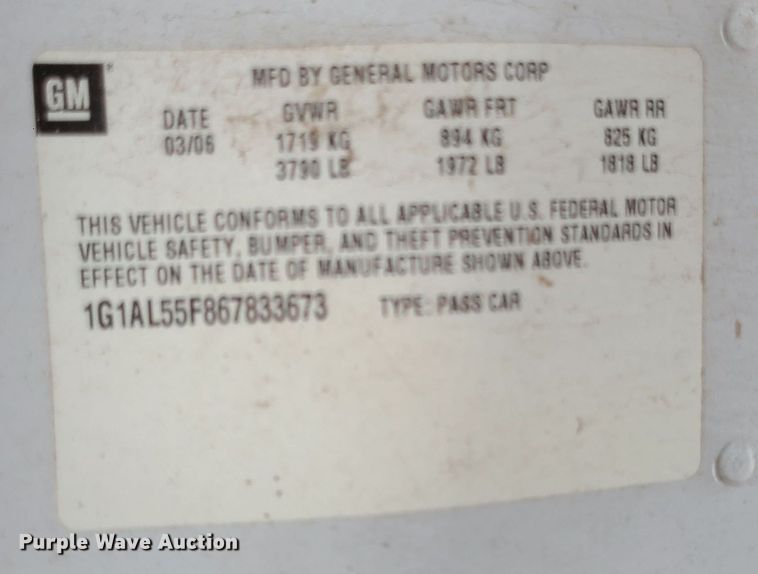 GM
MFD BY GENERAL MOTORS CORP
DATE GVWR GAWR FRT GAWR RR
03/06 1719 KG 894 KG 825 KG
3790 LB 1972 LB 1818 LB
THIS VEHICLE CONFORMS TO ALL APPLICABLE U.S. FEDERAL MOTOR
VEHICLE SAFETY, BUMPER, AND THEFT PREVENTION STANDARDS IN
EFFECT ON THE DATE OF MANUFACTURE SHOWN ABOVE.
1G1AL55F867833673 TYPE: PASS CAR
Purple Wave Auction